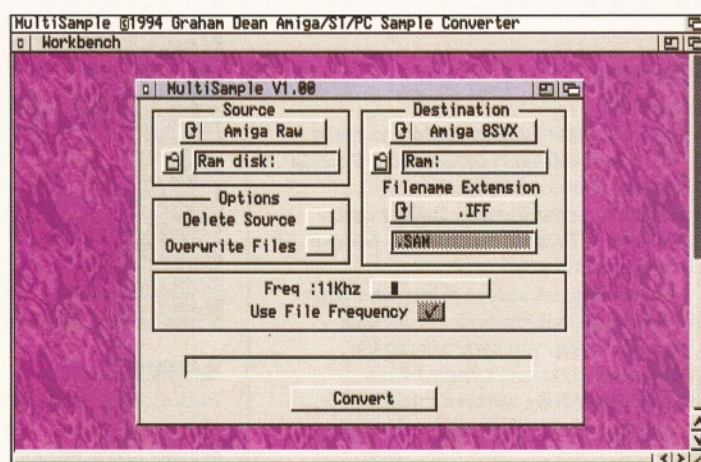 MultiSample ©1994 Graham Dean Amiga/ST/PC Sample Converter
Workbench
MultiSample V1.00
Source
Amiga Raw
Ram disk:
Options
Delete Source
Overwrite Files
Destination
Amiga 8SVX
Ram:
Filename Extension
.IFF
.SAM
Freq :11Khz
Use File Frequency
Convert